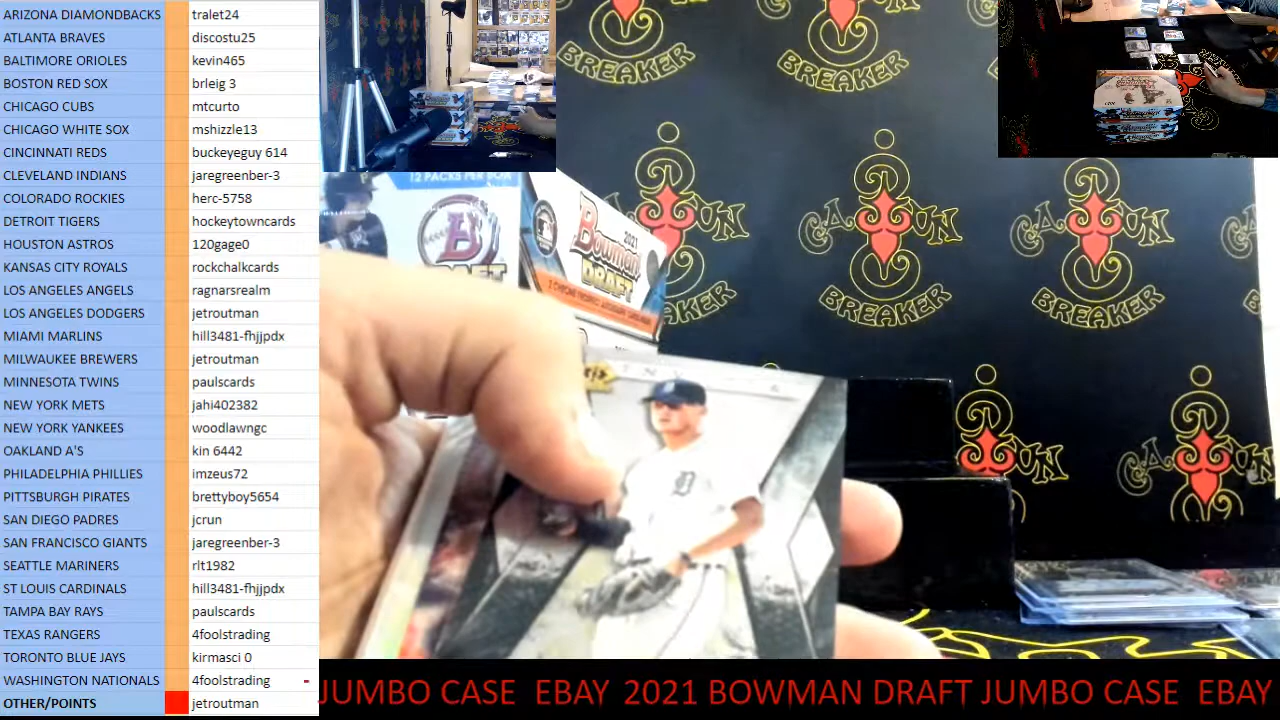 ARIZONA DIAMONDBACKS tralet24
ATLANTA BRAVES discostu25
BALTIMORE ORIOLES kevin465
BOSTON RED SOX brleig 3
CHICAGO CUBS mtcurto
CHICAGO WHITE SOX mshizzle13
CINCINNATI REDS buckeyeguy 614
CLEVELAND INDIANS jaregreenber-3
COLORADO ROCKIES herc-5758
DETROIT TIGERS hockeytowncards
HOUSTON ASTROS 120gage0
KANSAS CITY ROYALS rockchalkcards
LOS ANGELES ANGELS ragnarsrealm
LOS ANGELES DODGERS jetroutman
MIAMI MARLINS hill3481-fhjjpdx
MILWAUKEE BREWERS jetroutman
MINNESOTA TWINS paulscards
NEW YORK METS jahi402382
NEW YORK YANKEES woodlawngc
OAKLAND A'S kin 6442
PHILADELPHIA PHILLIES imzeus72
PITTSBURGH PIRATES brettyboy5654
SAN DIEGO PADRES jcrun
SAN FRANCISCO GIANTS jaregreenber-3
SEATTLE MARINERS rlt1982
ST LOUIS CARDINALS hill3481-fhjjpdx
TAMPA BAY RAYS paulscards
TEXAS RANGERS 4foolstrading
TORONTO BLUE JAYS kirmasci 0
WASHINGTON NATIONALS 4foolstrading
OTHER/POINTS jetroutman
BREAKER
BREAKER
12 PACKS PER BOX
B
DRAFT
2021
Bowman
DRAFT
CAJUN
BREAKER
CAJUN
BREAKER
D
JUMBO CASE EBAY 2021 BOWMAN DRAFT JUMBO CASE EBAY